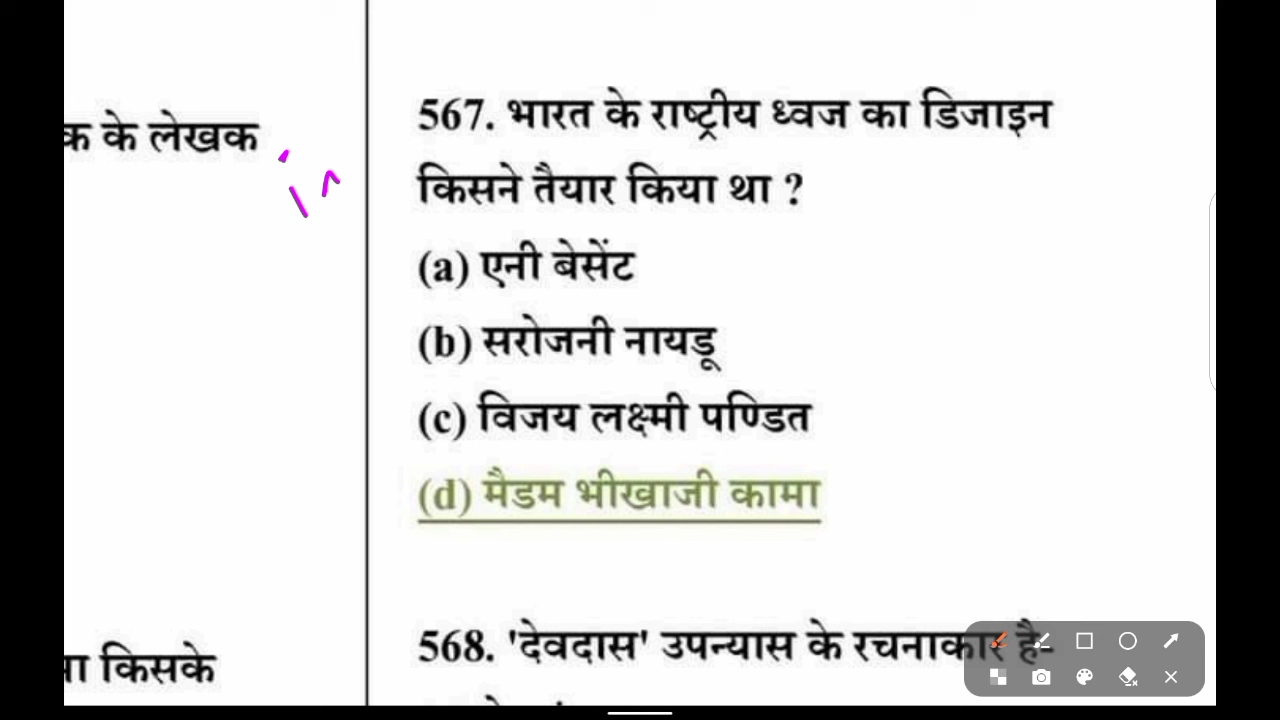 क के लेखक
567. भारत के राष्ट्रीय ध्वज का डिजाइन
किसने तैयार किया था ?
(a) एनी बेसेंट
(b) सरोजनी नायडू
(c) विजय लक्ष्मी पण्डित
(d) मैडम भीखाजी कामा
568. 'देवदास' उपन्यास के रचनाकार है-
किसके